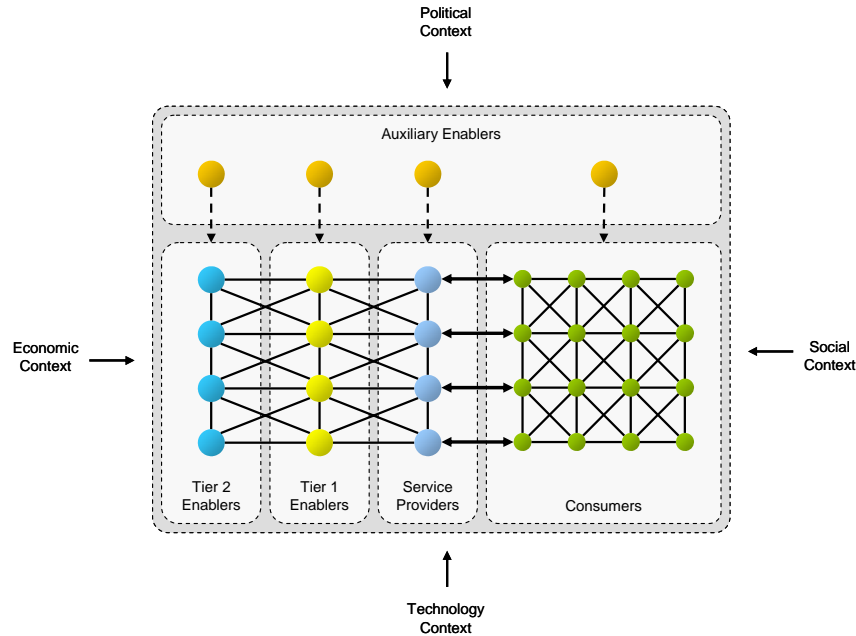 Political
Context
Auxiliary Enablers
Economic
Context
Social
Context
Tier 2
Enablers
Tier 1
Enablers
Service
Providers
Consumers
Technology
Context